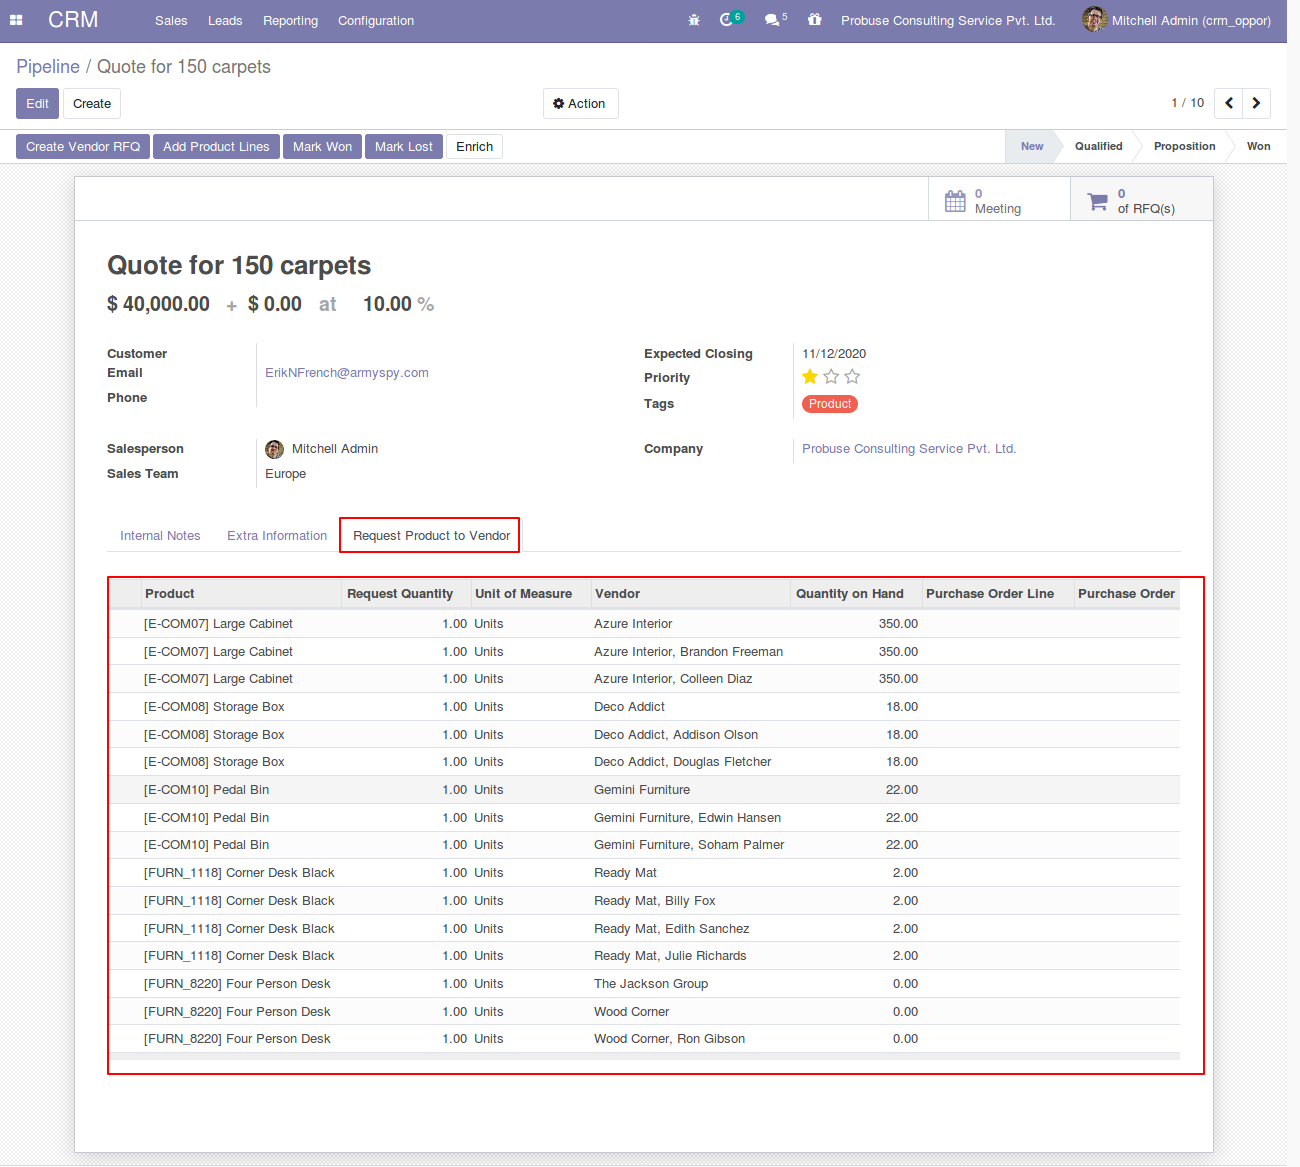 CRM Sales Leads Reporting Configuration 6 5 Probuse Consulting Service Pvt. Ltd. Mitchell Admin (crm_oppor)
Pipeline / Quote for 150 carpets
Edit Create Action 1 / 10
Create Vendor RFQ Add Product Lines Mark Won Mark Lost Enrich New Qualified Proposition Won
0 Meeting 0 of RFQ(s)
Quote for 150 carpets
$ 40,000.00 + $ 0.00 at 10.00 %
Customer Expected Closing 11/12/2020
Email ErikNFrench@armyspy.com
Priority
Phone
Tags Product
Salesperson Mitchell Admin Company Probuse Consulting Service Pvt. Ltd.
Sales Team Europe
Internal Notes Extra Information Request Product to Vendor
Product Request Quantity Unit of Measure Vendor Quantity on Hand Purchase Order Line Purchase Order
[E-COM07] Large Cabinet 1.00 Units Azure Interior 350.00
[E-COM07] Large Cabinet 1.00 Units Azure Interior, Brandon Freeman 350.00
[E-COM07] Large Cabinet 1.00 Units Azure Interior, Colleen Diaz 350.00
[E-COM08] Storage Box 1.00 Units Deco Addict 18.00
[E-COM08] Storage Box 1.00 Units Deco Addict, Addison Olson 18.00
[E-COM08] Storage Box 1.00 Units Deco Addict, Douglas Fletcher 18.00
[E-COM10] Pedal Bin 1.00 Units Gemini Furniture 22.00
[E-COM10] Pedal Bin 1.00 Units Gemini Furniture, Edwin Hansen 22.00
[E-COM10] Pedal Bin 1.00 Units Gemini Furniture, Soham Palmer 22.00
[FURN_1118] Corner Desk Black 1.00 Units Ready Mat 2.00
[FURN_1118] Corner Desk Black 1.00 Units Ready Mat, Billy Fox 2.00
[FURN_1118] Corner Desk Black 1.00 Units Ready Mat, Edith Sanchez 2.00
[FURN_1118] Corner Desk Black 1.00 Units Ready Mat, Julie Richards 2.00
[FURN_8220] Four Person Desk 1.00 Units The Jackson Group 0.00
[FURN_8220] Four Person Desk 1.00 Units Wood Corner 0.00
[FURN_8220] Four Person Desk 1.00 Units Wood Corner, Ron Gibson 0.00